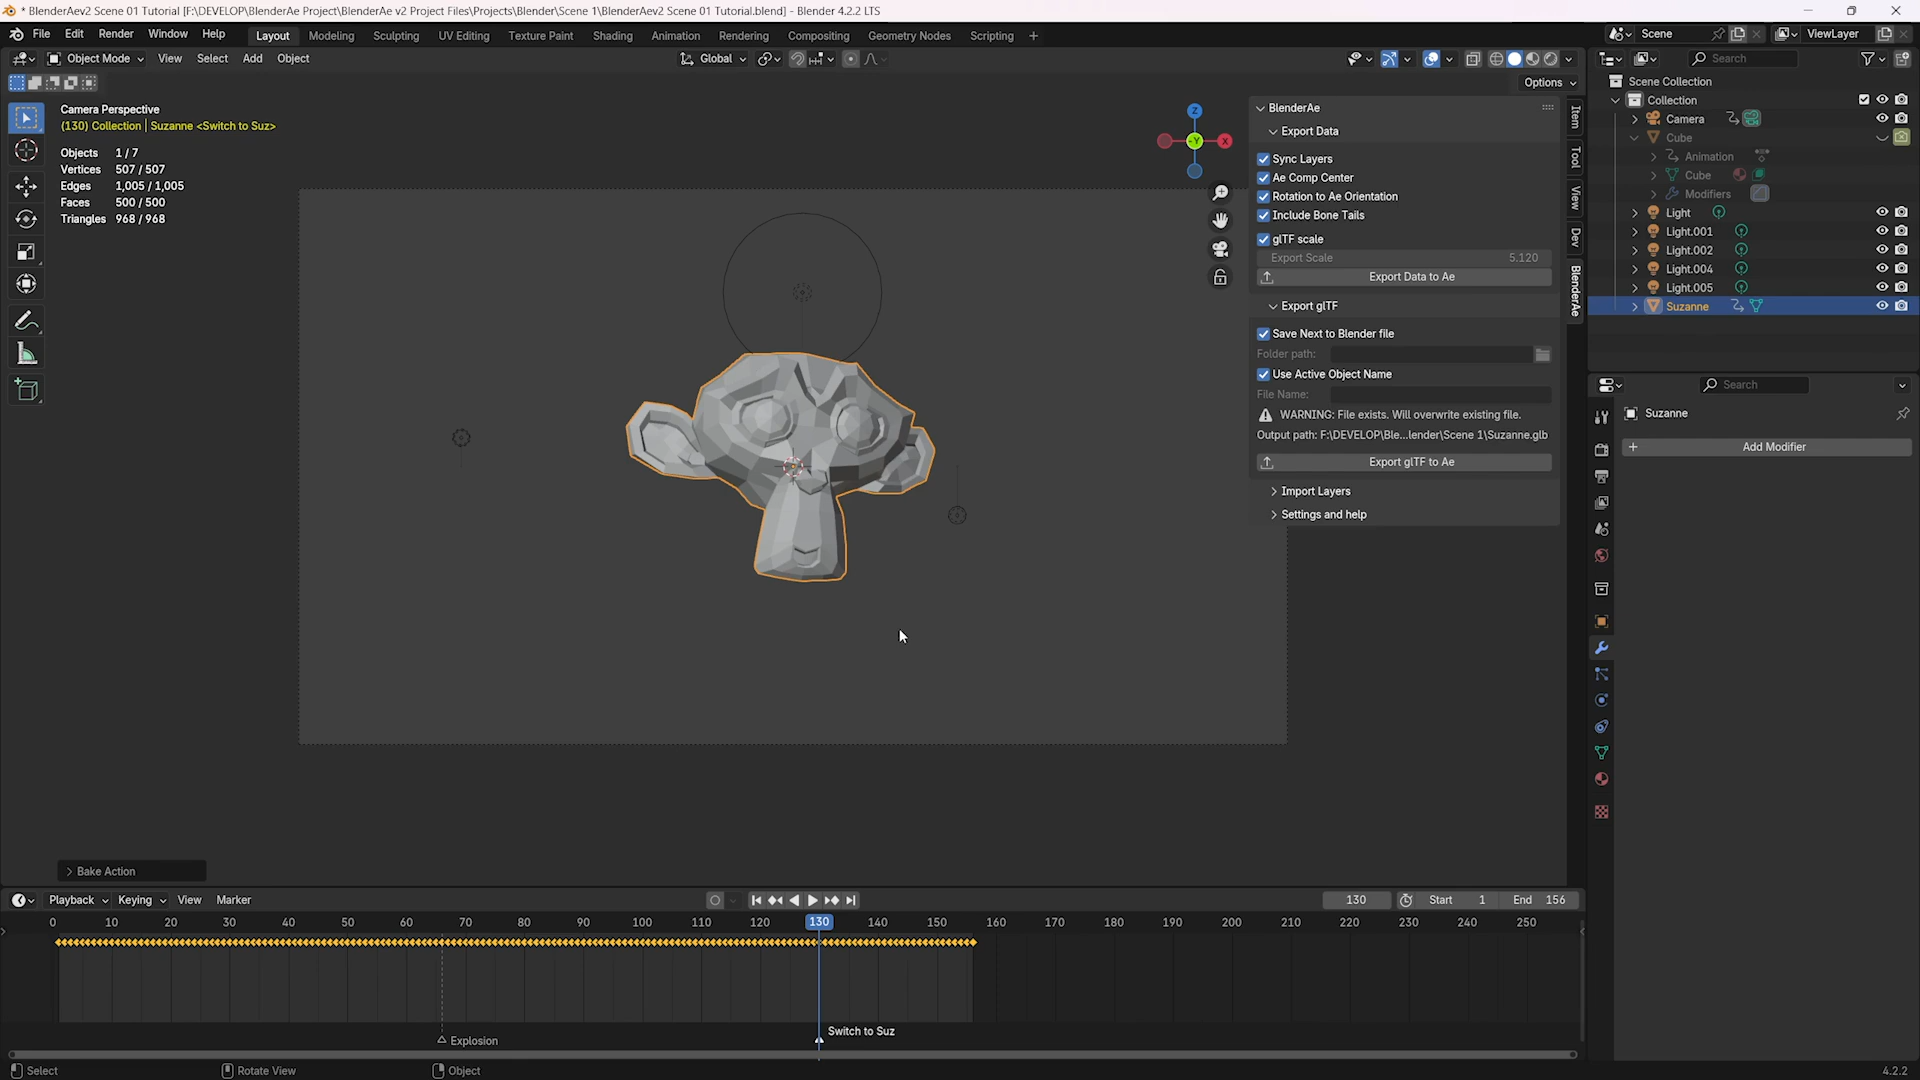 * BlenderAev2 Scene 01 Tutorial [F:\DEVELOP\BlenderAe Project\BlenderAe v2 Project Files\Projects\Blender\Scene 1\BlenderAev2 Scene 01 Tutorial.blend] - Blender 4.2.2 LTS
File Edit Render Window Help Layout Modeling Sculpting UV Editing Texture Paint Shading Animation Rendering Compositing Geometry Nodes Scripting + Scene ViewLayer
Object Mode View Select Add Object Global Search
Options
Camera Perspective
(130) Collection | Suzanne <Switch to Suz>
Objects 1/7
Vertices 507/507
Edges 1,005/1,005
Faces 500/500
Triangles 968/968
Z
-Y
X
BlenderAe
Export Data
Sync Layers
Ae Comp Center
Rotation to Ae Orientation
Include Bone Tails
glTF scale
Export Scale 5.120
Export Data to Ae
Export glTF
Save Next to Blender file
Folder path:
Use Active Object Name
File Name:
WARNING: File exists. Will overwrite existing file.
Output path: F:\DEVELOP\Ble...lender\Scene 1\Suzanne.glb
Export glTF to Ae
Import Layers
Settings and help
Item
Tool
View
Dev
BlenderAe
Scene Collection
Collection
Camera
Cube
Animation
Cube
Modifiers
Light
Light.001
Light.002
Light.004
Light.005
Suzanne
Search
Suzanne
+ Add Modifier
Bake Action
Playback Keying View Marker 130 Start 1 End 156
0 10 20 30 40 50 60 70 80 90 100 110 120 130 140 150 160 170 180 190 200 210 220 230 240 250
Switch to Suz
Explosion
Select Rotate View Object 4.2.2